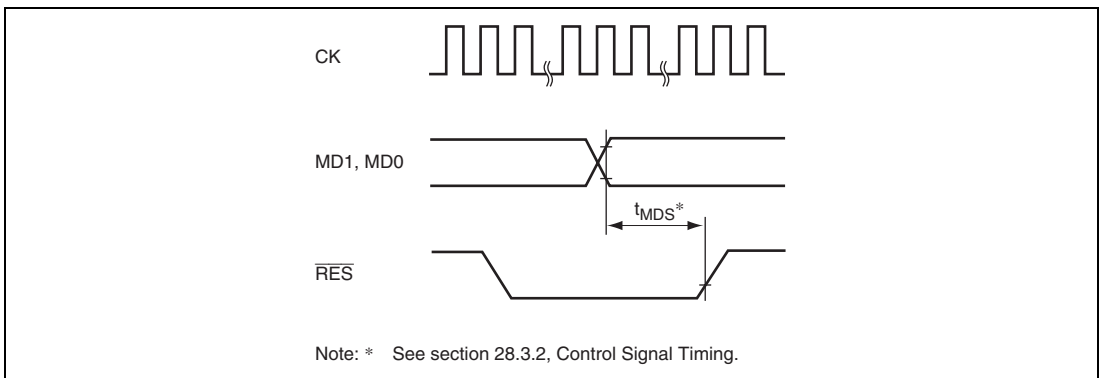 CK
MD1, MD0
tMDS*
RES
Note: * See section 28.3.2, Control Signal Timing.